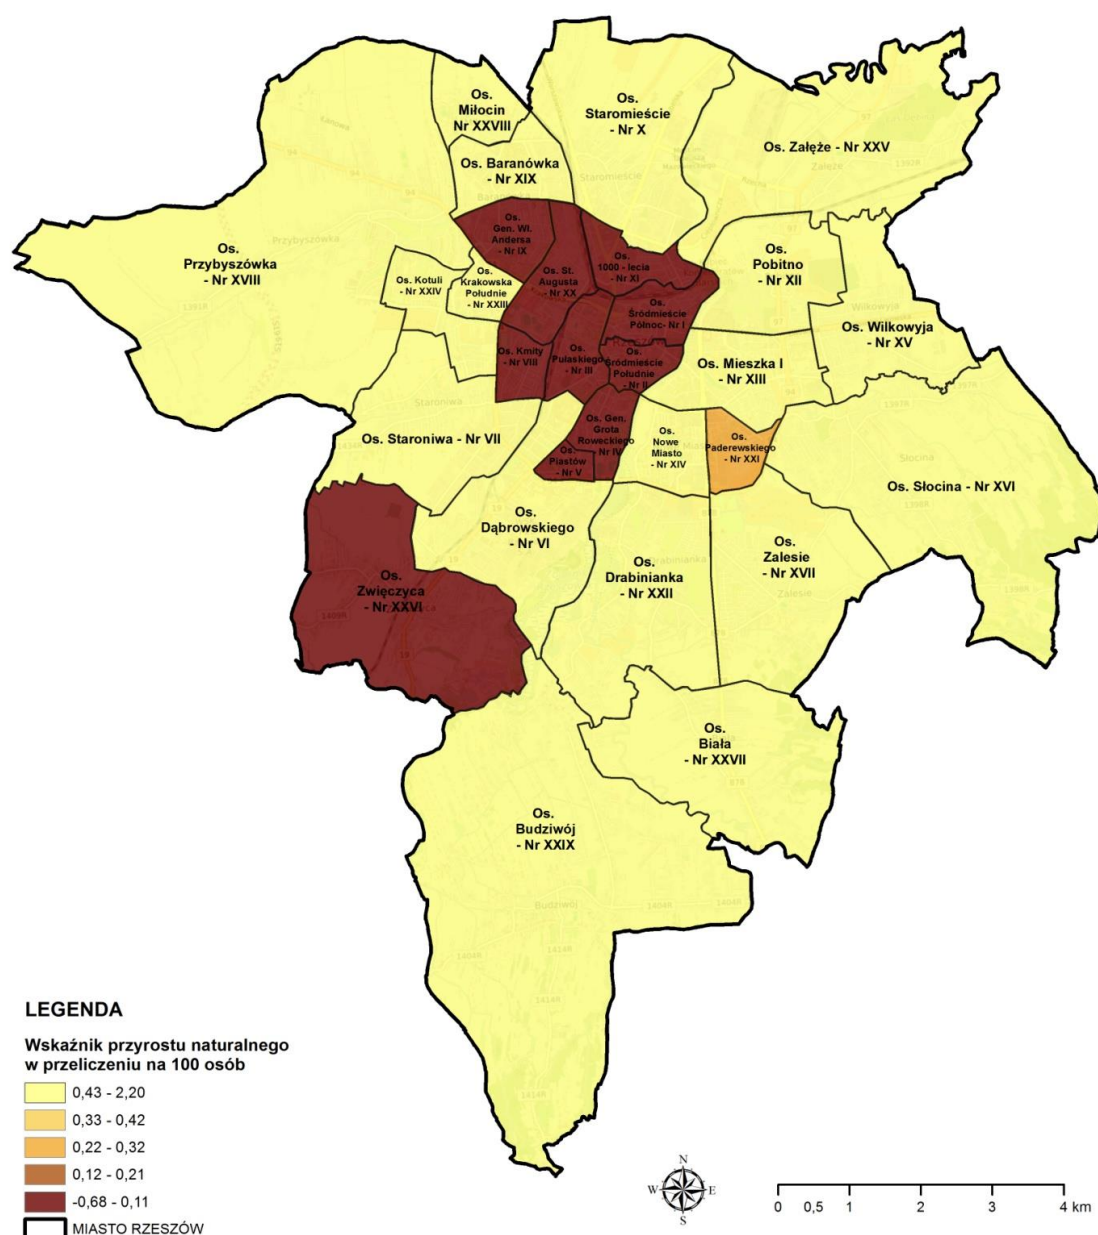 Os.
Miłocin
Nr XXVIII
Os.
Staromieście
- Nr X
Os. Załęże - Nr XXV
Os. Baranówka
- Nr XIX
Os.
Przybyszówka
- Nr XVIII
Os.
Gen. Wł.
Andersa
- Nr IX
Os. Kotuli
- Nr XXIV
Os.
Krakowska
Południe
- Nr XXIII
Os. St.
Augusta
- Nr XX
Os.
1000 - lecia
- Nr XI
Os.
Śródmieście
Północ- Nr I
Os.
Pobitno
- Nr XII
Os. Wilkowyja
- Nr XV
Os. Kmity
- Nr VIII
Os.
Pułaskiego
- Nr III
Os.
Śródmieście
Południe
- Nr II
Os. Mieszka I
- Nr XIII
Os. Staroniwa - Nr VII
Os. Gen.
Grota
Roweckiego
- Nr IV
Os.
Piastów
- Nr V
Os.
Nowe
Miasto
- Nr XIV
Os.
Paderewskiego
- Nr XXI
Os. Słocina - Nr XVI
Os.
Dąbrowskiego
- Nr VI
Os.
Drabinianka
- Nr XXII
Os.
Zalesie
- Nr XVII
Os.
Zwięczyca
- Nr XXVI
Os.
Biała
- Nr XXVII
Os.
Budziwój
- Nr XXIX
Przybyszówka
Staromieście
Załęże
Wilkowyja
Staroniwa
Słocina
Zalesie
Budziwój
LEGENDA
Wskaźnik przyrostu naturalnego
w przeliczeniu na 100 osób
0,43 - 2,20
0,33 - 0,42
0,22 - 0,32
0,12 - 0,21
-0,68 - 0,11
MIASTO RZESZÓW
N
W E
S
0 0,5 1 2 3 4 km